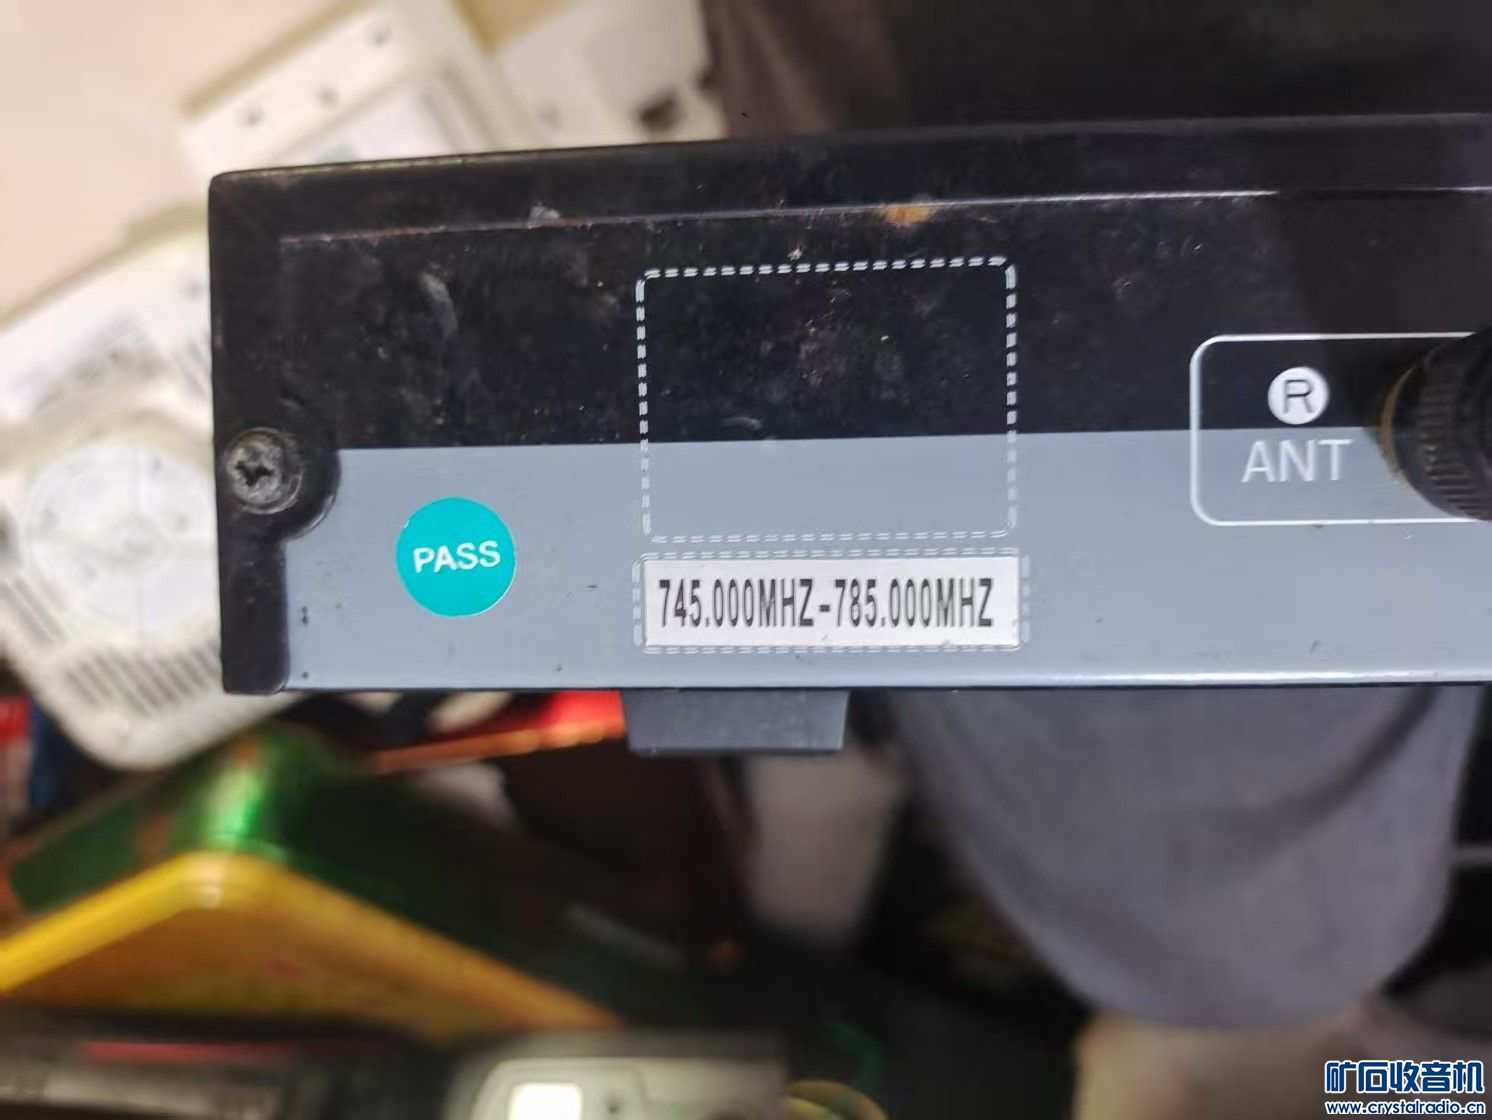 R
ANT
PASS
745.000MHZ-785.000MHZ
矿石收音机
www.crystalradio.cn